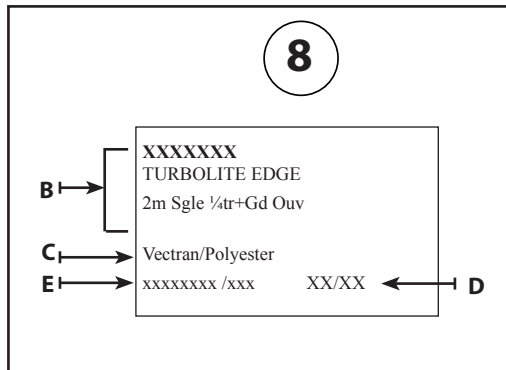 8
XXXXXXX
TURBOLITE EDGE
B
2m Sgle ¼tr+Gd Ouv
C
Vectran/Polyester
E
xxxxxxxx /xxx XX/XX
D